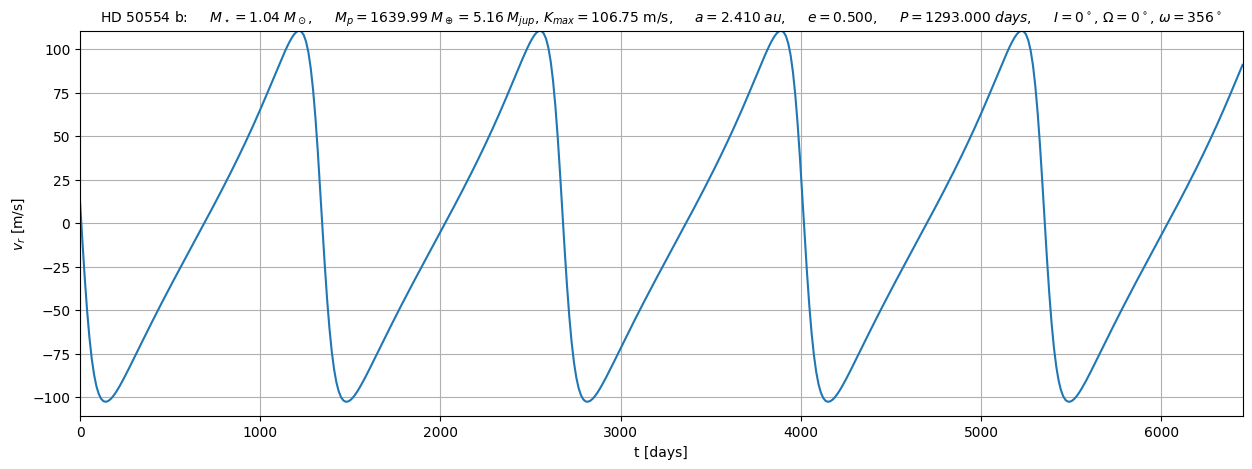 HD 50554 b: M⋆ = 1.04 M⊙, Mp = 1639.99 M⊕ = 5.16 Mjup, Kmax = 106.75 m/s, a = 2.410 au, e = 0.500, P = 1293.000 days, I = 0°, Ω = 0°, ω = 356°
100
75
50
25
0
−25
−50
−75
−100
vr [m/s]
0 1000 2000 3000 4000 5000 6000
t [days]